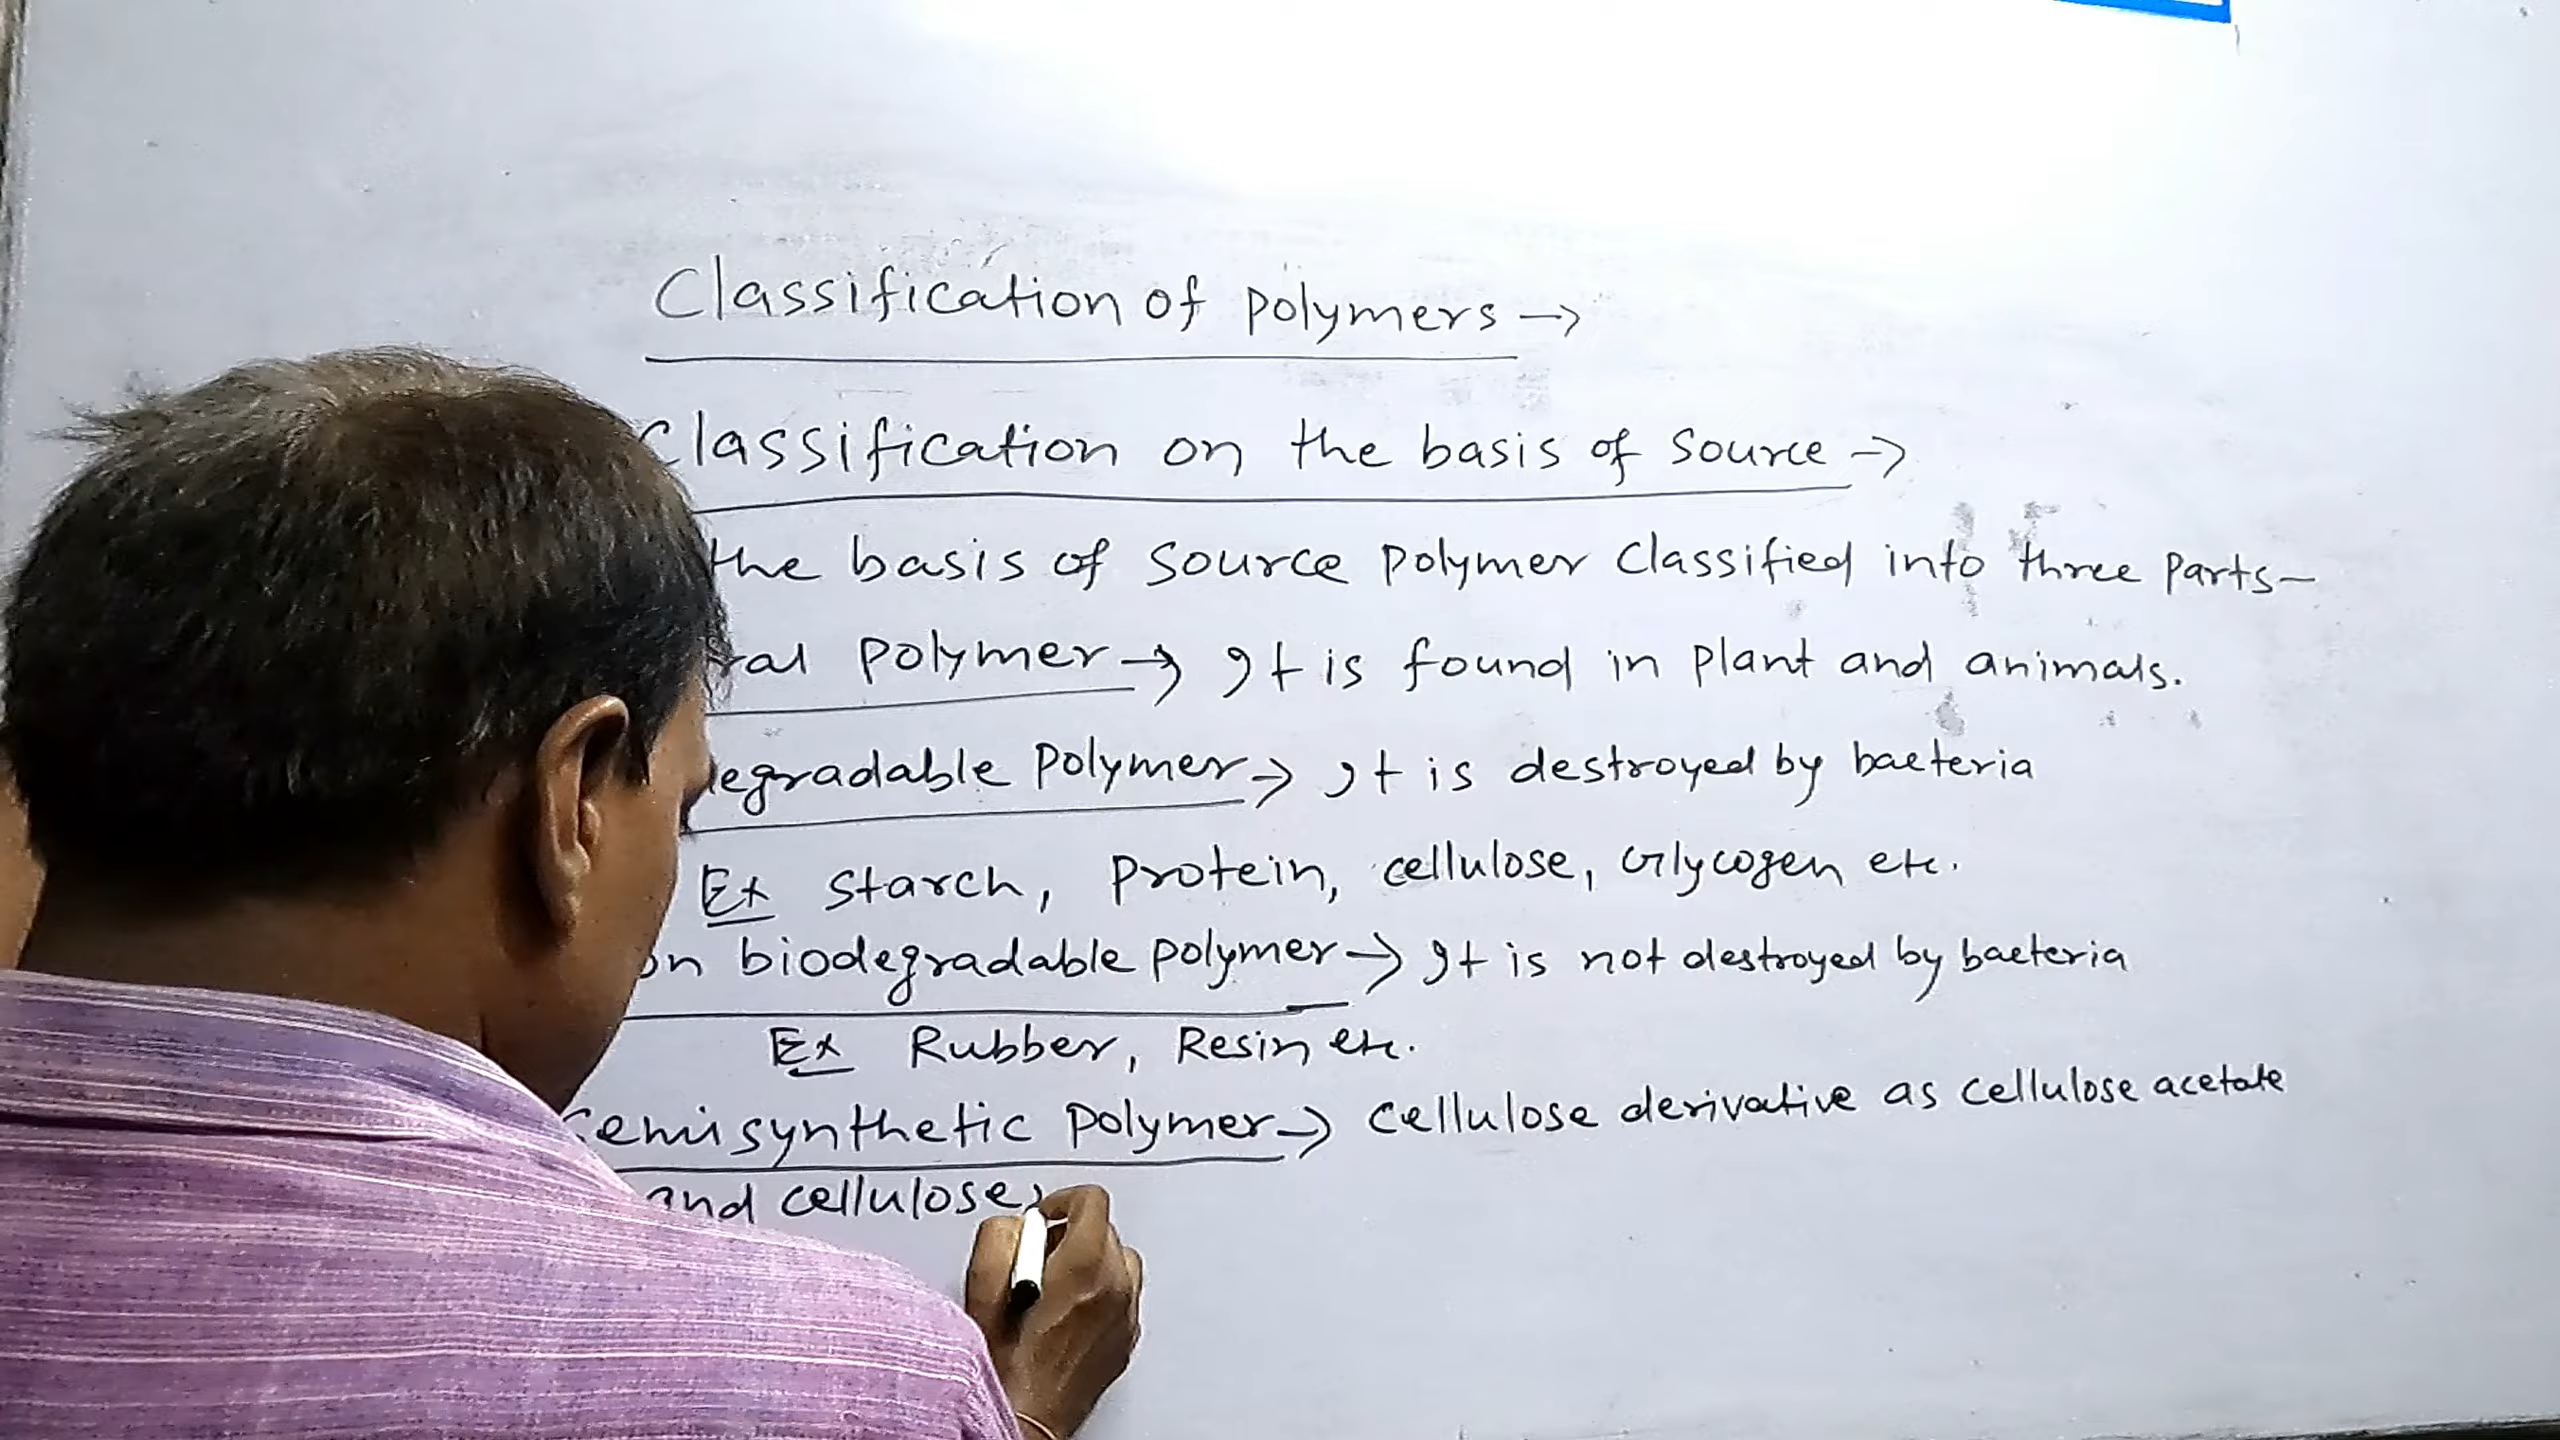 Classification of polymers →
Classification on the basis of source →
the basis of source polymer classified into three parts–
polymer → It is found in plant and animals.
egradable polymer → It is destroyed by bacteria
Ex Starch, Protein, cellulose, Glycogen etc.
on biodegradable polymer → It is not destroyed by bacteria
Ex Rubber, Resin etc.
Semisynthetic polymer → cellulose derivative as cellulose acetate
and cellulose